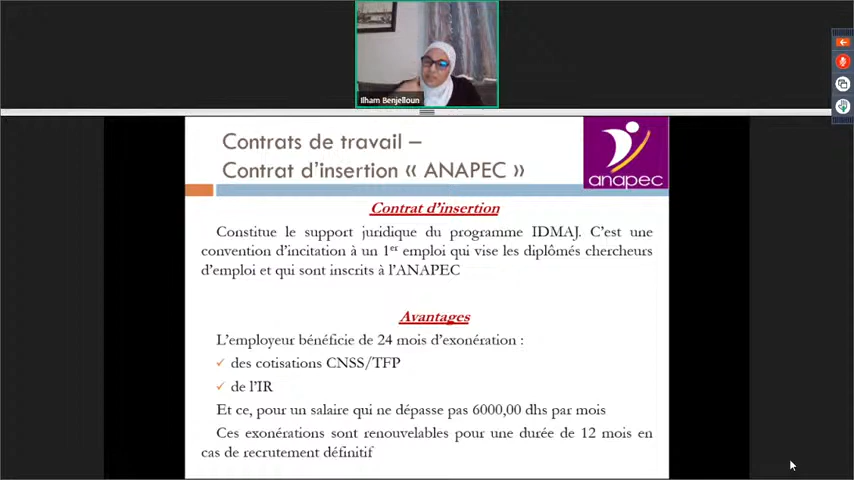 Ilham Benjelloun
Contrats de travail –
Contrat d'insertion « ANAPEC »
anapec
Contrat d'insertion
Constitue le support juridique du programme IDMAJ. C'est une
convention d'incitation à un 1er emploi qui vise les diplômés chercheurs
d'emploi et qui sont inscrits à l'ANAPEC
Avantages
L'employeur bénéficie de 24 mois d'exonération :
✓ des cotisations CNSS/TFP
✓ de l'IR
Et ce, pour un salaire qui ne dépasse pas 6000,00 dhs par mois
Ces exonérations sont renouvelables pour une durée de 12 mois en
cas de recrutement définitif